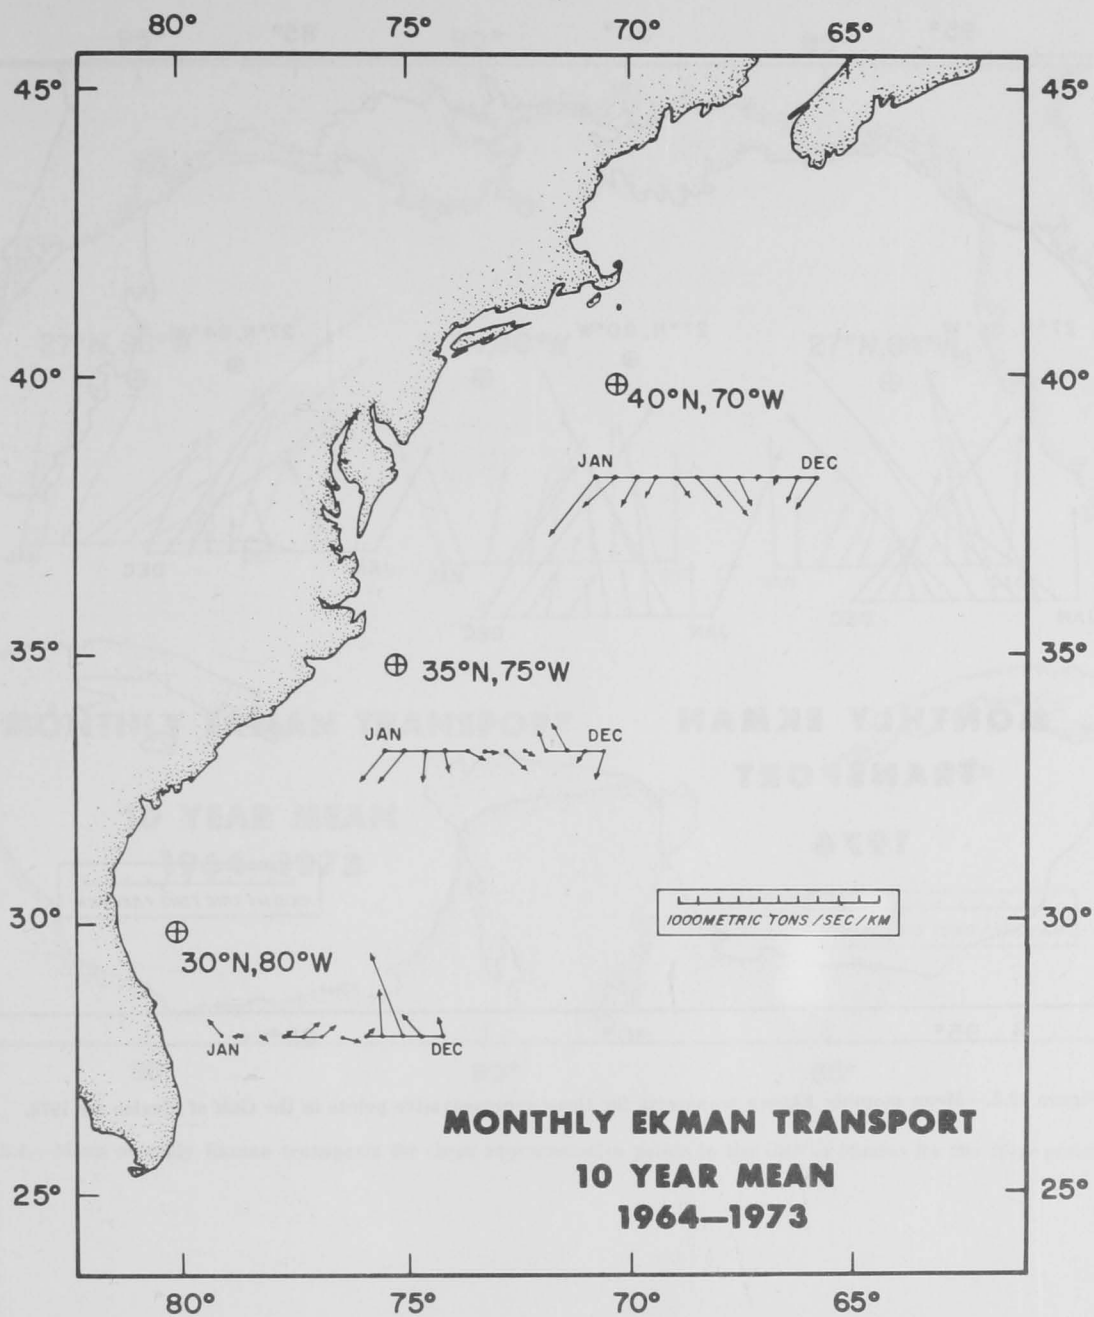 80° 75° 70° 65°
45° 45°
40° 40°
⊕ 40°N, 70°W
JAN DEC
35° 35°
⊕ 35°N, 75°W
JAN DEC
1000METRIC TONS/SEC/KM
30° 30°
⊕ 30°N, 80°W
JAN DEC
MONTHLY EKMAN TRANSPORT
10 YEAR MEAN
1964—1973
25° 25°
80° 75° 70° 65°